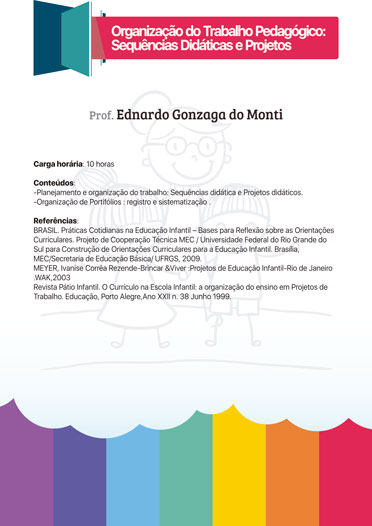 Organização do Trabalho Pedagógico:
Sequências Didáticas e Projetos
Prof. Ednardo Gonzaga do Monti
Carga horária: 10 horas
Conteúdos:
-Planejamento e organização do trabalho: Sequências didática e Projetos didáticos.
-Organização de Portifólios : registro e sistematização .
Referências:
BRASIL. Práticas Cotidianas na Educação Infantil – Bases para Reflexão sobre as Orientações
Curriculares. Projeto de Cooperação Técnica MEC / Universidade Federal do Rio Grande do
Sul para Construção de Orientações Curriculares para a Educação Infantil. Brasília,
MEC/Secretaria de Educação Básica/ UFRGS, 2009.
MEYER, Ivanise Corrêa Rezende-Brincar &Viver :Projetos de Educação Infantil-Rio de Janeiro
.WAK,2003
Revista Pátio Infantil. O Currículo na Escola Infantil: a organização do ensino em Projetos de
Trabalho. Educação, Porto Alegre,Ano XXII n. 38 Junho 1999.